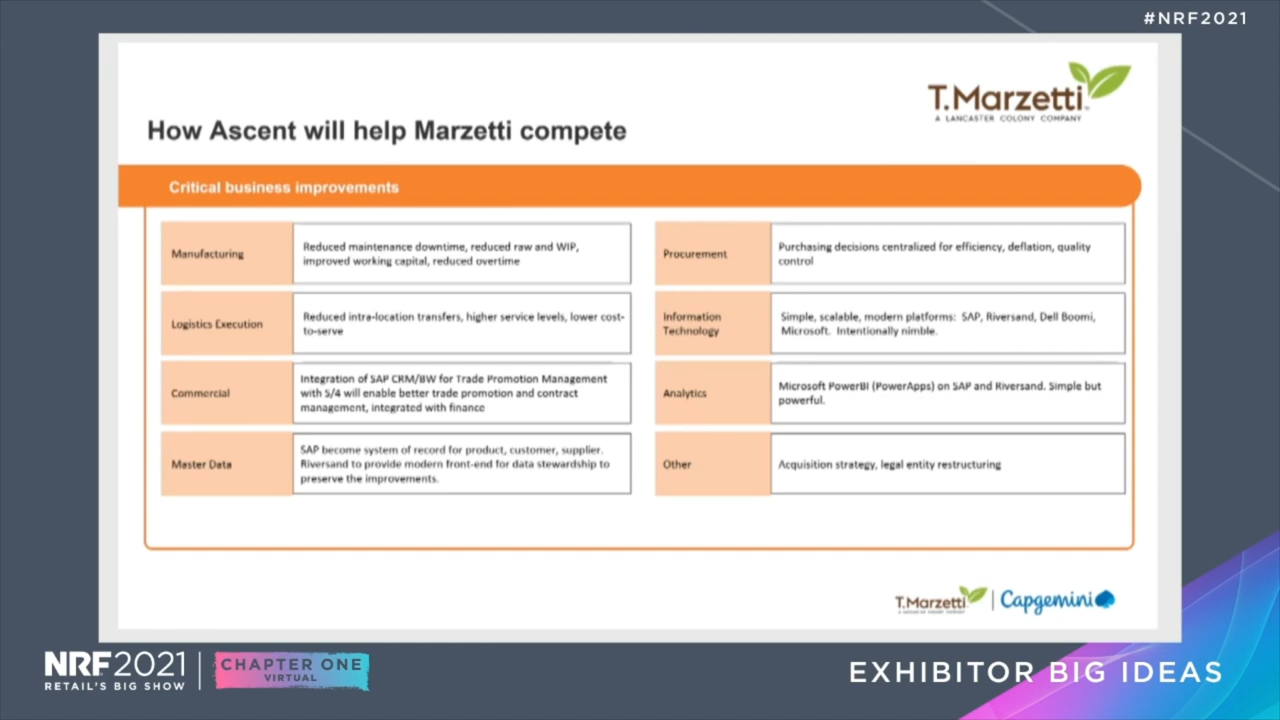 #NRF2021
T.Marzetti
A LANCASTER COLONY COMPANY
How Ascent will help Marzetti compete
Critical business improvements
Manufacturing
Reduced maintenance downtime, reduced raw and WIP,
improved working capital, reduced overtime
Logistics Execution
Reduced intra-location transfers, higher service levels, lower cost-
to-serve
Commercial
Integration of SAP CRM/BW for Trade Promotion Management
with S/4 will enable better trade promotion and contract
management, integrated with finance
Master Data
SAP become system of record for product, customer, supplier.
Riversand to provide modern front-end for data stewardship to
preserve the improvements.
Procurement
Purchasing decisions centralized for efficiency, deflation, quality
control
Information
Technology
Simple, scalable, modern platforms: SAP, Riversand, Dell Boomi,
Microsoft. Intentionally nimble.
Analytics
Microsoft PowerBI (PowerApps) on SAP and Riversand. Simple but
powerful.
Other
Acquisition strategy, legal entity restructuring
T.Marzetti | Capgemini
A LANCASTER COLONY COMPANY
NRF2021
RETAIL'S BIG SHOW
CHAPTER ONE
VIRTUAL
EXHIBITOR BIG IDEAS